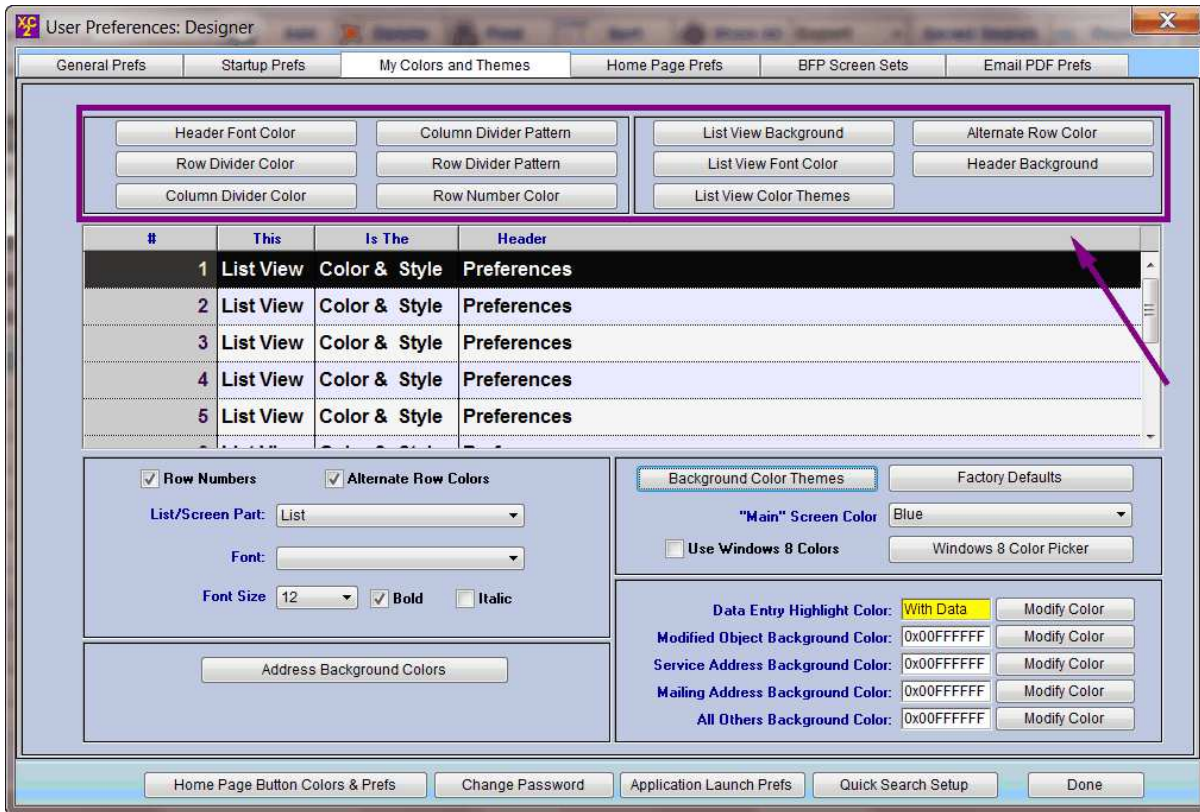 XC2 User Preferences: Designer X
General Prefs Startup Prefs My Colors and Themes Home Page Prefs BFP Screen Sets Email PDF Prefs
Header Font Color Column Divider Pattern List View Background Alternate Row Color
Row Divider Color Row Divider Pattern List View Font Color Header Background
Column Divider Color Row Number Color List View Color Themes
# This Is The Header
1 List View Color & Style Preferences
2 List View Color & Style Preferences
3 List View Color & Style Preferences
4 List View Color & Style Preferences
5 List View Color & Style Preferences
Row Numbers Alternate Row Colors
List/Screen Part: List
Font:
Font Size 12 Bold Italic
Background Color Themes Factory Defaults
"Main" Screen Color Blue
Use Windows 8 Colors Windows 8 Color Picker
Address Background Colors
Data Entry Highlight Color: With Data Modify Color
Modified Object Background Color: 0x00FFFFFF Modify Color
Service Address Background Color: 0x00FFFFFF Modify Color
Mailing Address Background Color: 0x00FFFFFF Modify Color
All Others Background Color: 0x00FFFFFF Modify Color
Home Page Button Colors & Prefs Change Password Application Launch Prefs Quick Search Setup Done